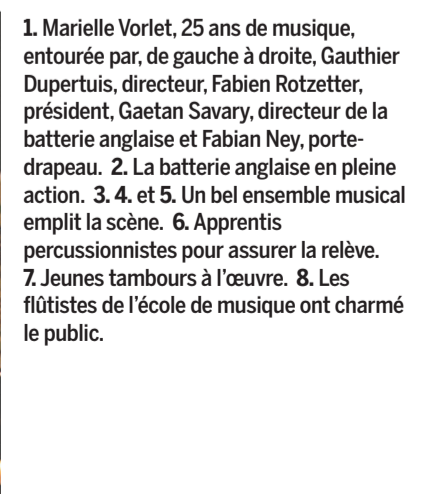 1. Marielle Vorlet, 25 ans de musique,
entourée par, de gauche à droite, Gauthier
Dupertuis, directeur, Fabien Rotzetter,
président, Gaetan Savary, directeur de la
batterie anglaise et Fabian Ney, porte-
drapeau. 2. La batterie anglaise en pleine
action. 3. 4. et 5. Un bel ensemble musical
emplit la scène. 6. Apprentis
percussionnistes pour assurer la relève.
7. Jeunes tambours à l’œuvre. 8. Les
flûtistes de l’école de musique ont charmé
le public.